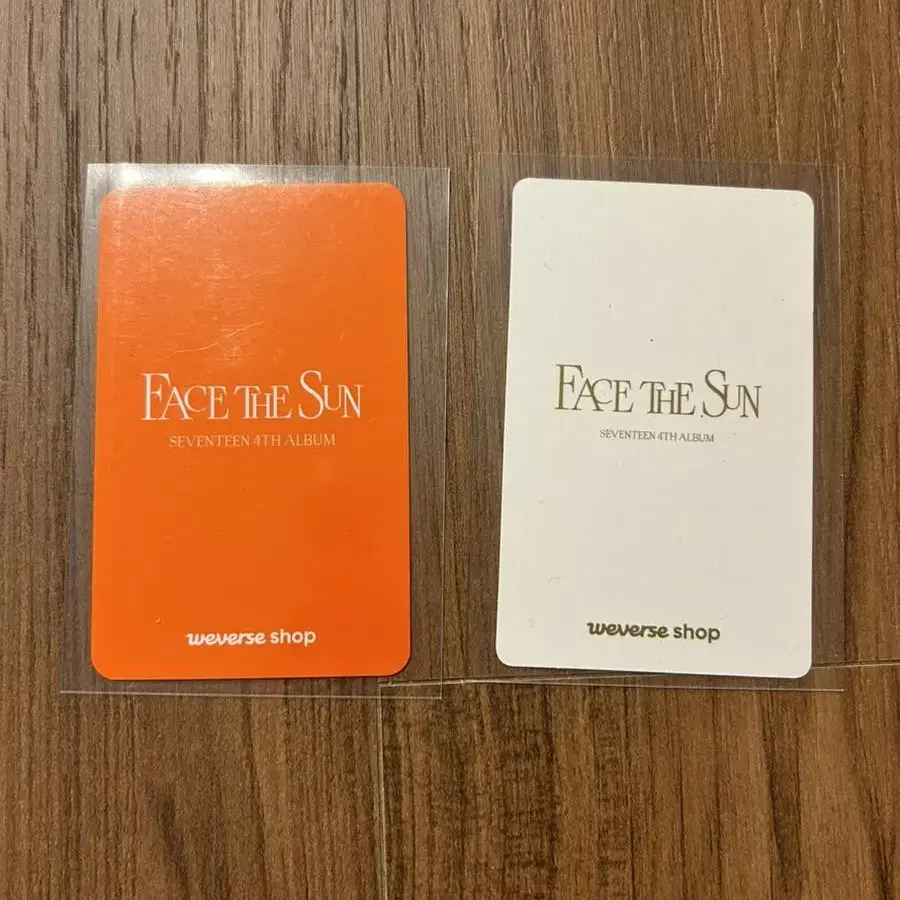 FACE THE SUN
SEVENTEEN 4TH ALBUM
weverse shop
FACE THE SUN
SEVENTEEN 4TH ALBUM
weverse shop